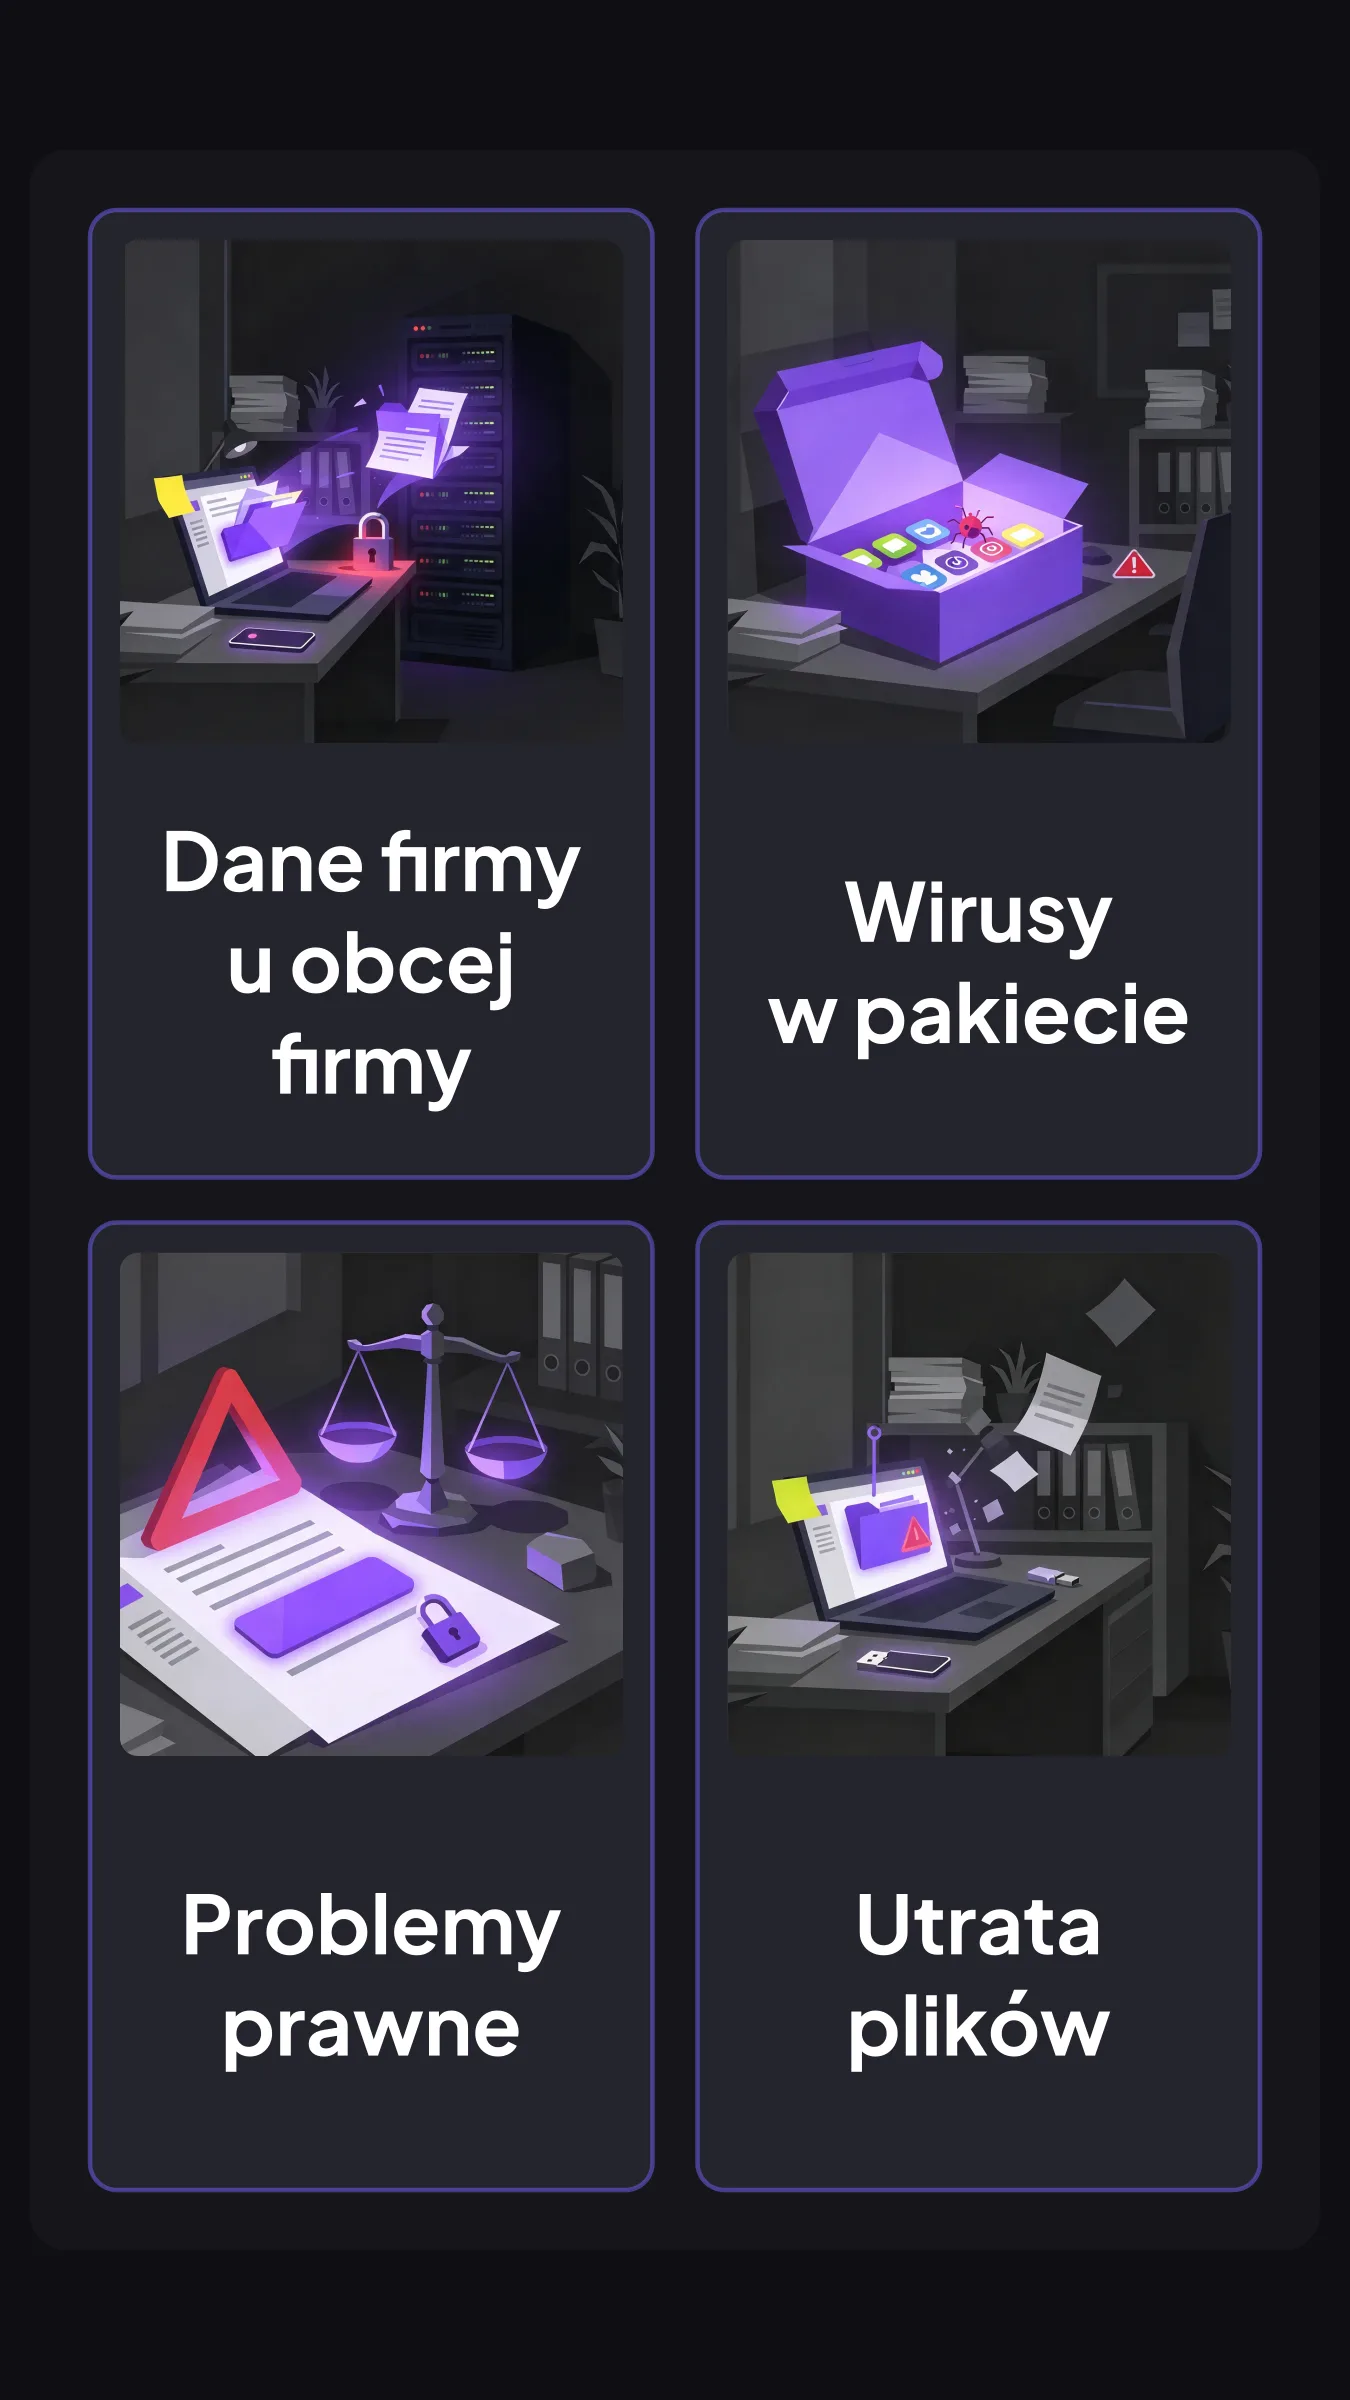 Dane firmy
u obcej
firmy
Wirusy
w pakiecie
Problemy
prawne
Utrata
plików